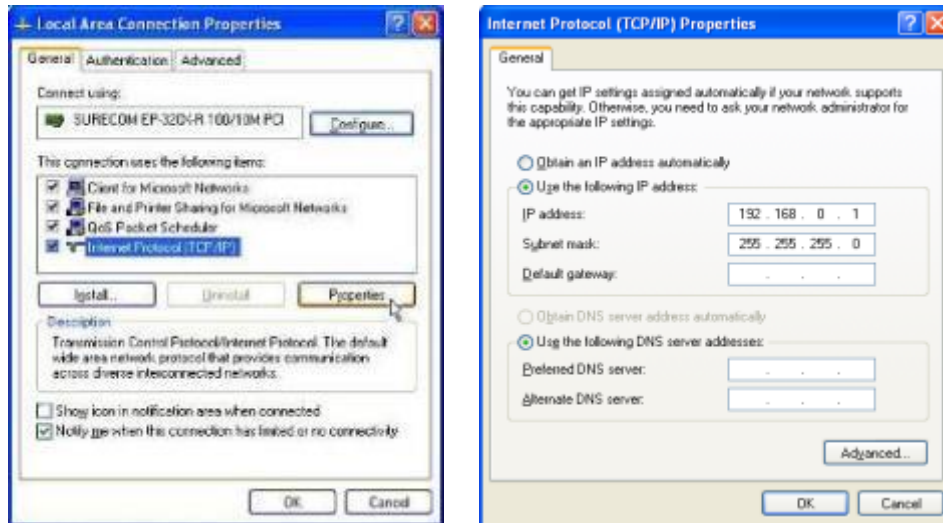 Local Area Connection Properties
General Authentication Advanced
Connect using:
SURECOM EP-320X-R 100/10M PCI
Configure...
This connection uses the following items:
Client for Microsoft Networks
File and Printer Sharing for Microsoft Networks
QoS Packet Scheduler
Internet Protocol (TCP/IP)
Install... Uninstall Properties
Description
Transmission Control Protocol/Internet Protocol. The default
wide area network protocol that provides communication
across diverse interconnected networks.
Show icon in notification area when connected
Notify me when this connection has limited or no connectivity
OK Cancel
Internet Protocol (TCP/IP) Properties
General
You can get IP settings assigned automatically if your network supports
this capability. Otherwise, you need to ask your network administrator for
the appropriate IP settings.
Obtain an IP address automatically
Use the following IP address:
IP address: 192 . 168 . 0 . 1
Subnet mask: 255 . 255 . 255 . 0
Default gateway: . . .
Obtain DNS server address automatically
Use the following DNS server addresses:
Preferred DNS server: . . .
Alternate DNS server: . . .
Advanced...
OK Cancel